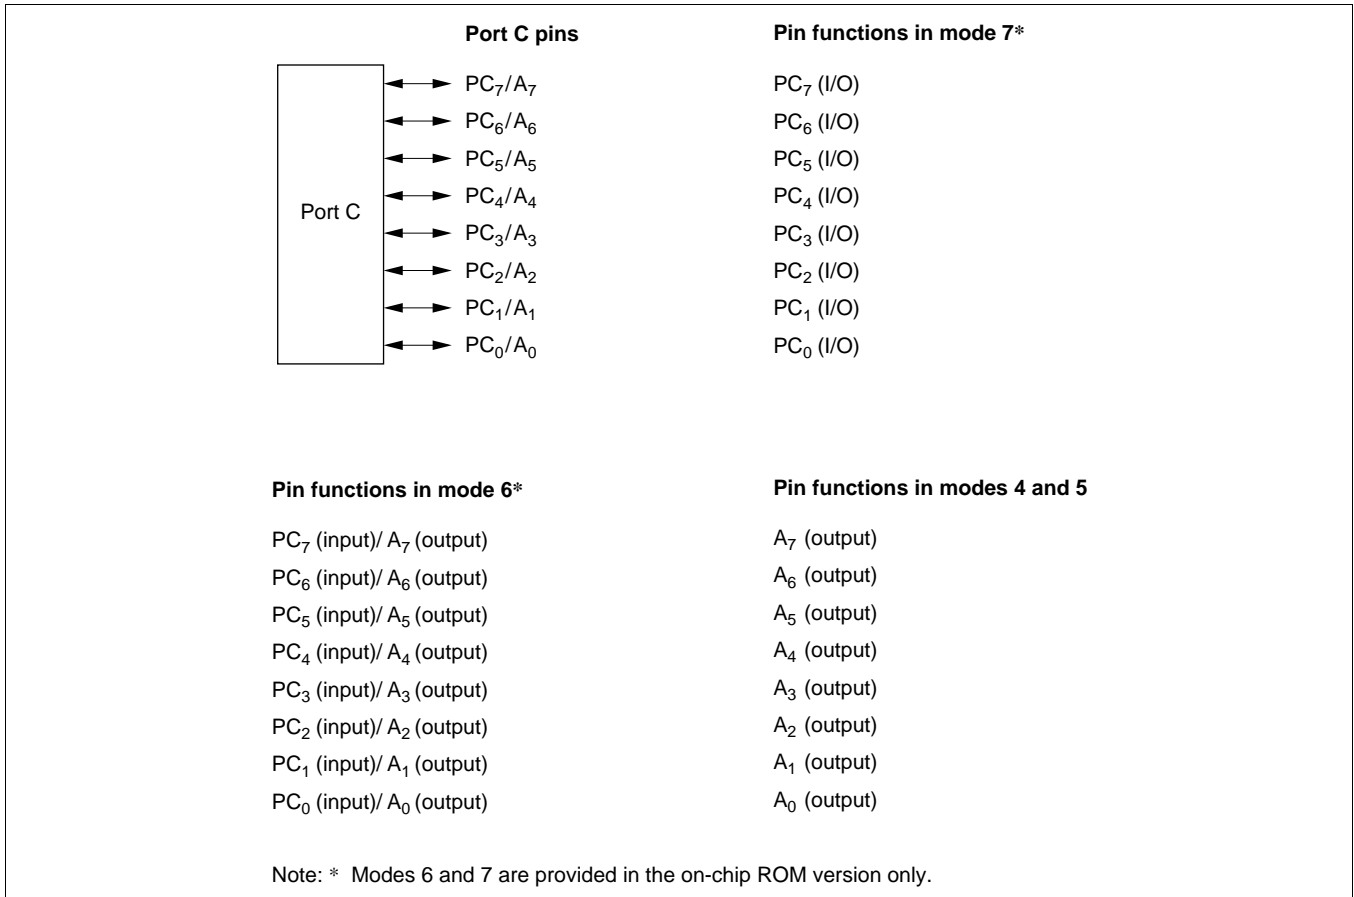 Port C pins
Pin functions in mode 7*
Port C
PC7/A7
PC7 (I/O)
PC6/A6
PC6 (I/O)
PC5/A5
PC5 (I/O)
PC4/A4
PC4 (I/O)
PC3/A3
PC3 (I/O)
PC2/A2
PC2 (I/O)
PC1/A1
PC1 (I/O)
PC0/A0
PC0 (I/O)
Pin functions in mode 6*
PC7 (input)/ A7 (output)
PC6 (input)/ A6 (output)
PC5 (input)/ A5 (output)
PC4 (input)/ A4 (output)
PC3 (input)/ A3 (output)
PC2 (input)/ A2 (output)
PC1 (input)/ A1 (output)
PC0 (input)/ A0 (output)
Pin functions in modes 4 and 5
A7 (output)
A6 (output)
A5 (output)
A4 (output)
A3 (output)
A2 (output)
A1 (output)
A0 (output)
Note: * Modes 6 and 7 are provided in the on-chip ROM version only.